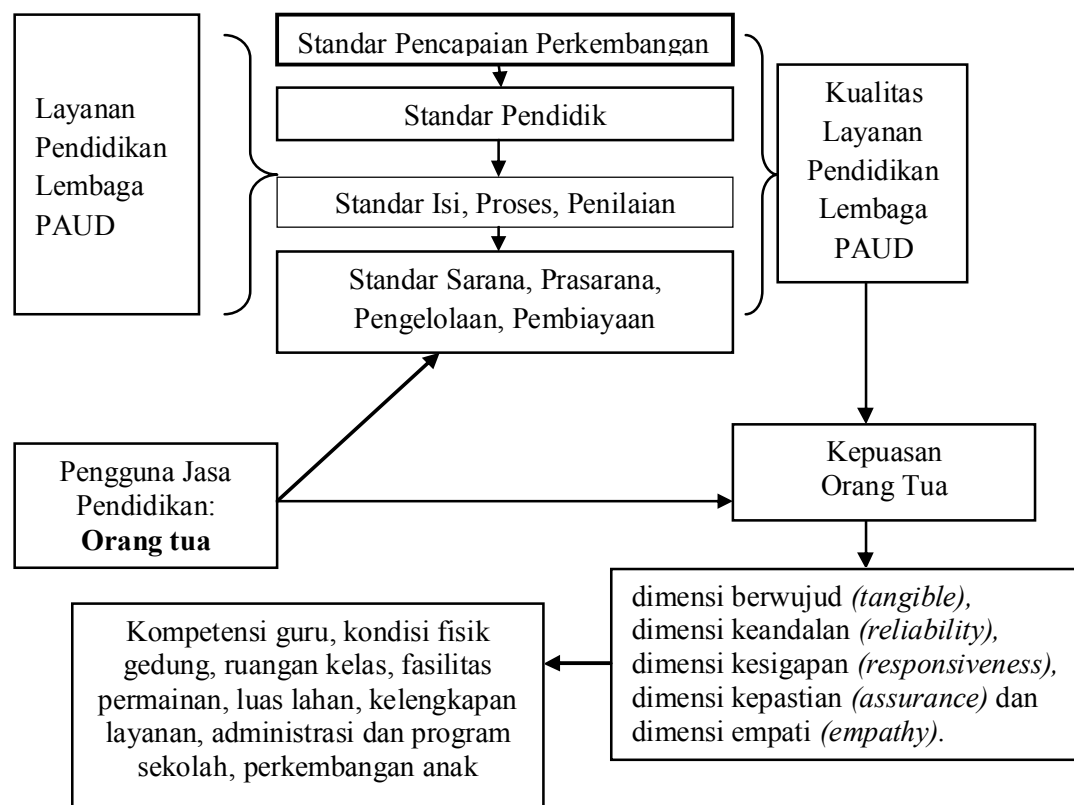 Layanan
Pendidikan
Lembaga
PAUD
Standar Pencapaian Perkembangan
Standar Pendidik
Standar Isi, Proses, Penilaian
Standar Sarana, Prasarana,
Pengelolaan, Pembiayaan
Kualitas
Layanan
Pendidikan
Lembaga
PAUD
Pengguna Jasa
Pendidikan:
Orang tua
Kepuasan
Orang Tua
dimensi berwujud (tangible),
dimensi keandalan (reliability),
dimensi kesigapan (responsiveness),
dimensi kepastian (assurance) dan
dimensi empati (empathy).
Kompetensi guru, kondisi fisik
gedung, ruangan kelas, fasilitas
permainan, luas lahan, kelengkapan
layanan, administrasi dan program
sekolah, perkembangan anak